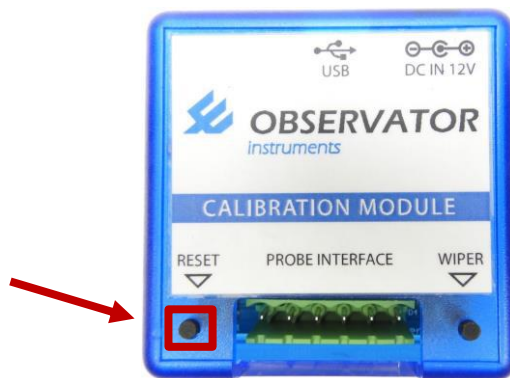 USB DC IN 12V
OBSERVATOR
instruments
CALIBRATION MODULE
RESET PROBE INTERFACE WIPER